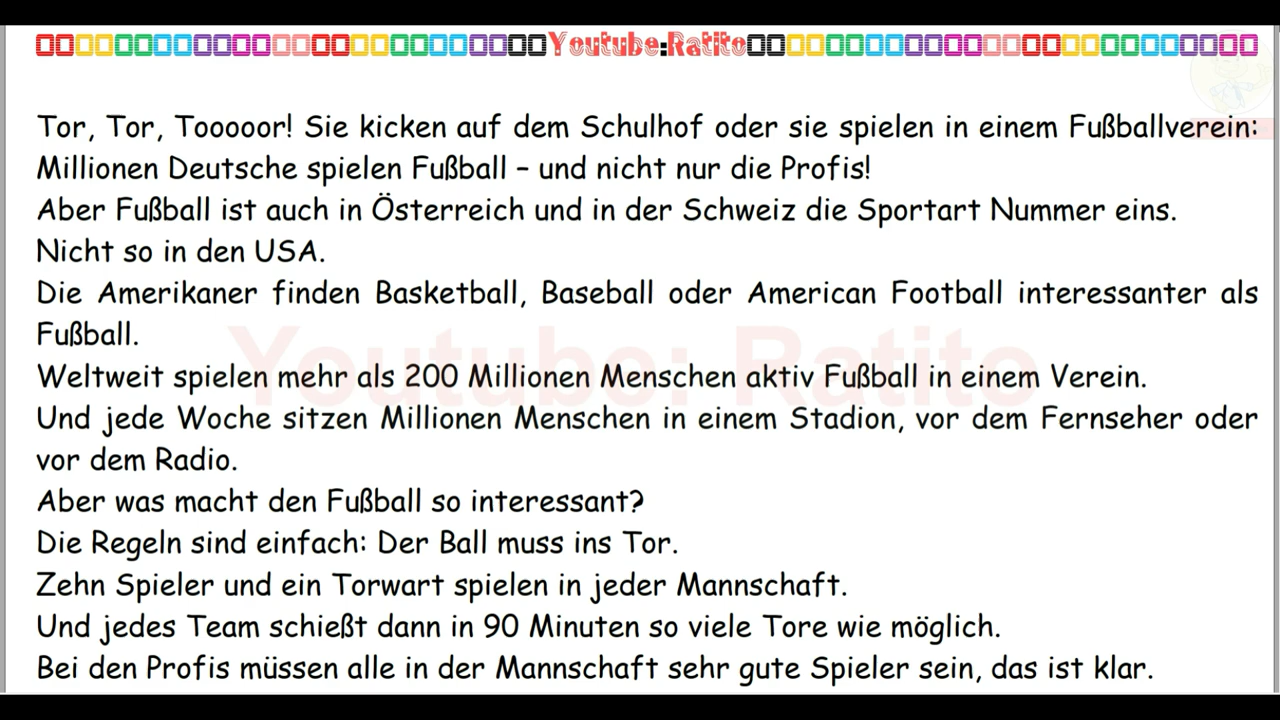 Youtube:Ratito
Tor, Tor, Tooooor! Sie kicken auf dem Schulhof oder sie spielen in einem Fußballverein:
Millionen Deutsche spielen Fußball – und nicht nur die Profis!
Aber Fußball ist auch in Österreich und in der Schweiz die Sportart Nummer eins.
Nicht so in den USA.
Die Amerikaner finden Basketball, Baseball oder American Football interessanter als
Fußball.
Youtube: Ratito
Weltweit spielen mehr als 200 Millionen Menschen aktiv Fußball in einem Verein.
Und jede Woche sitzen Millionen Menschen in einem Stadion, vor dem Fernseher oder
vor dem Radio.
Aber was macht den Fußball so interessant?
Die Regeln sind einfach: Der Ball muss ins Tor.
Zehn Spieler und ein Torwart spielen in jeder Mannschaft.
Und jedes Team schießt dann in 90 Minuten so viele Tore wie möglich.
Bei den Profis müssen alle in der Mannschaft sehr gute Spieler sein, das ist klar.